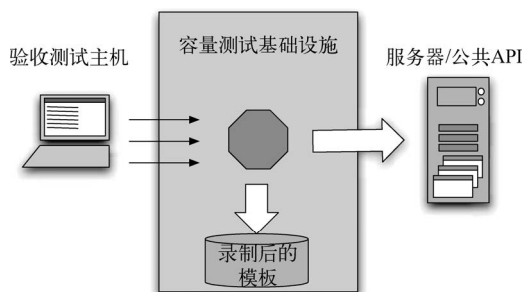 容量测试基础设施
验收测试主机
服务器/公共API
录制后的
模板